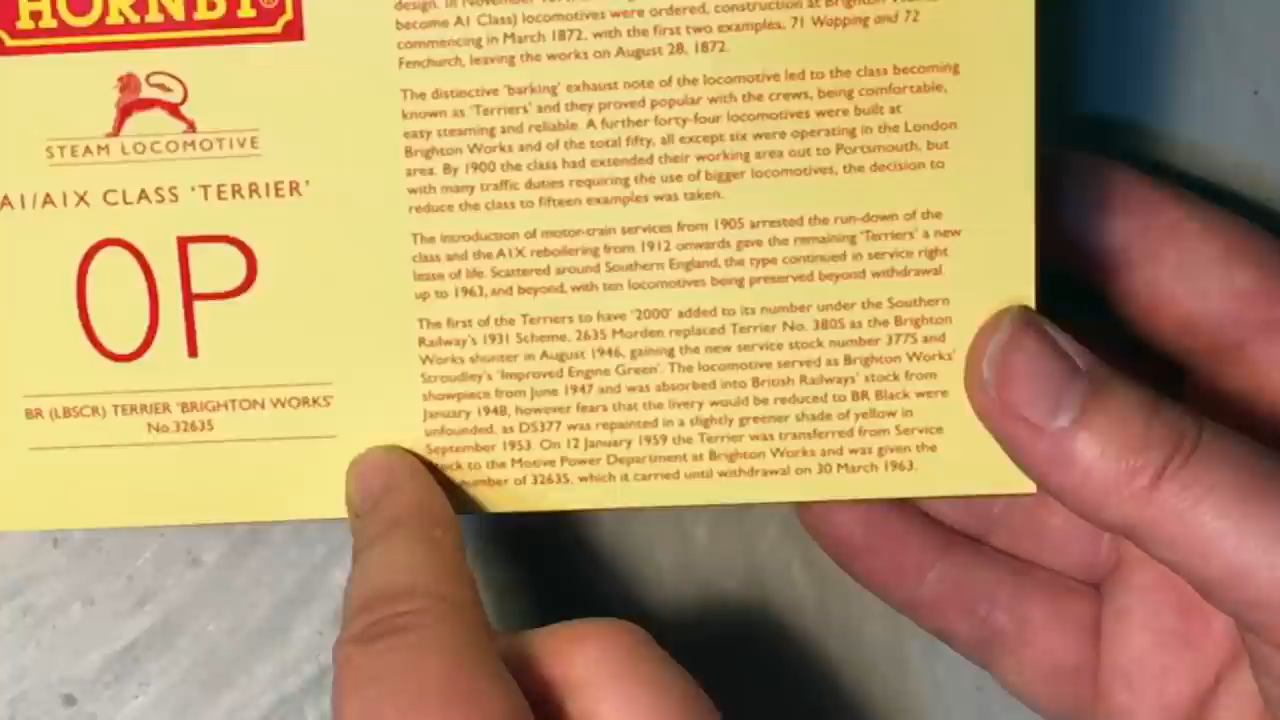 HORNBY®
STEAM LOCOMOTIVE
A1/A1X CLASS 'TERRIER'
0P
BR (LBSCR) TERRIER 'BRIGHTON WORKS'
No.32635
design. In November
become A1 Class) locomotives were ordered, construction at Brighton
commencing in March 1872, with the first two examples, 71 Wapping and 72
Fenchurch, leaving the works on August 28, 1872.
The distinctive 'barking' exhaust note of the locomotive led to the class becoming
known as 'Terriers' and they proved popular with the crews, being comfortable,
easy steaming and reliable. A further forty-four locomotives were built at
Brighton Works and of the total fifty, all except six were operating in the London
area. By 1900 the class had extended their working area out to Portsmouth, but
with many traffic duties requiring the use of bigger locomotives, the decision to
reduce the class to fifteen examples was taken.
The introduction of motor-train services from 1905 arrested the run-down of the
class and the A1X reboilering from 1912 onwards gave the remaining 'Terriers' a new
lease of life. Scattered around Southern England, the type continued in service right
up to 1963, and beyond, with ten locomotives being preserved beyond withdrawal.
The first of the Terriers to have '2000' added to its number under the Southern
Railway's 1931 Scheme, 2635 Morden replaced Terrier No. 380S as the Brighton
Works shunter in August 1946, gaining the new service stock number 377S and
Stroudley's 'Improved Engine Green'. The locomotive served as Brighton Works'
showpiece from June 1947 and was absorbed into British Railways' stock from
January 1948, however fears that the livery would be reduced to BR Black were
unfounded, as DS377 was repainted in a slightly greener shade of yellow in
September 1953. On 12 January 1959 the Terrier was transferred from Service
to the Motive Power Department at Brighton Works and was given the
number of 32635, which it carried until withdrawal on 30 March 1963.